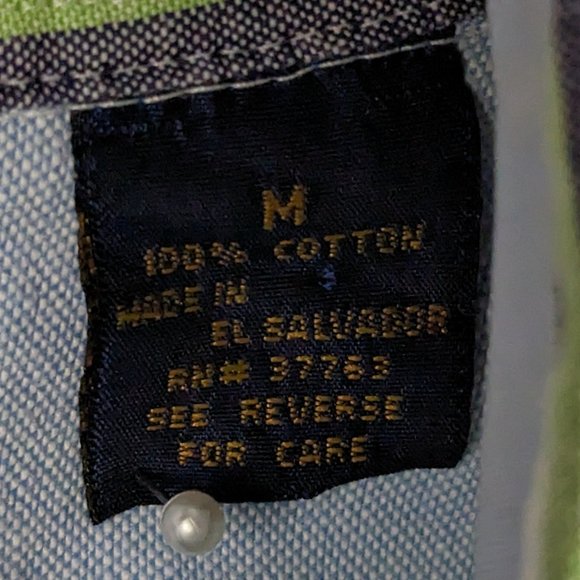 M
100% COTTON
MADE IN
EL SALVADOR
RN# 37763
SEE REVERSE
FOR CARE